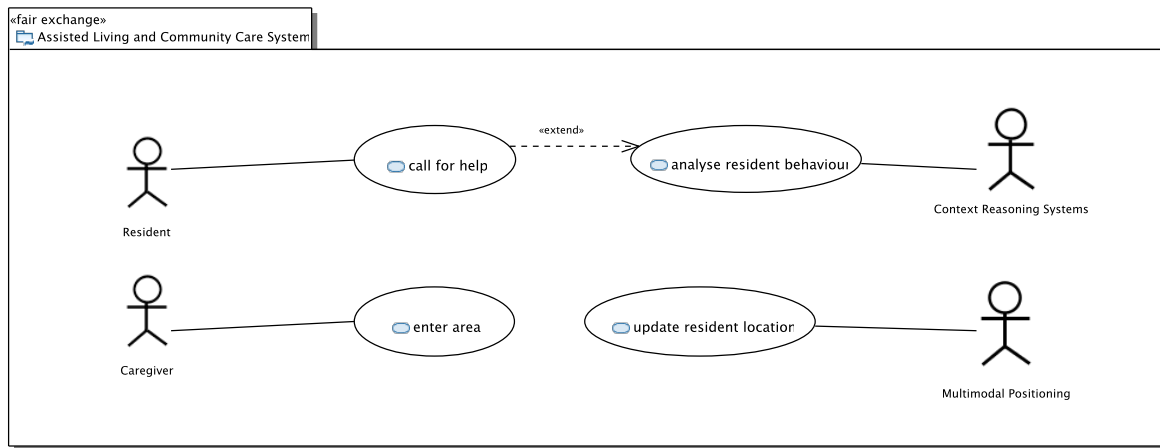 «fair exchange»
Assisted Living and Community Care System
«extend»
call for help
analyse resident behaviour
Resident
Context Reasoning Systems
enter area
update resident location
Caregiver
Multimodal Positioning